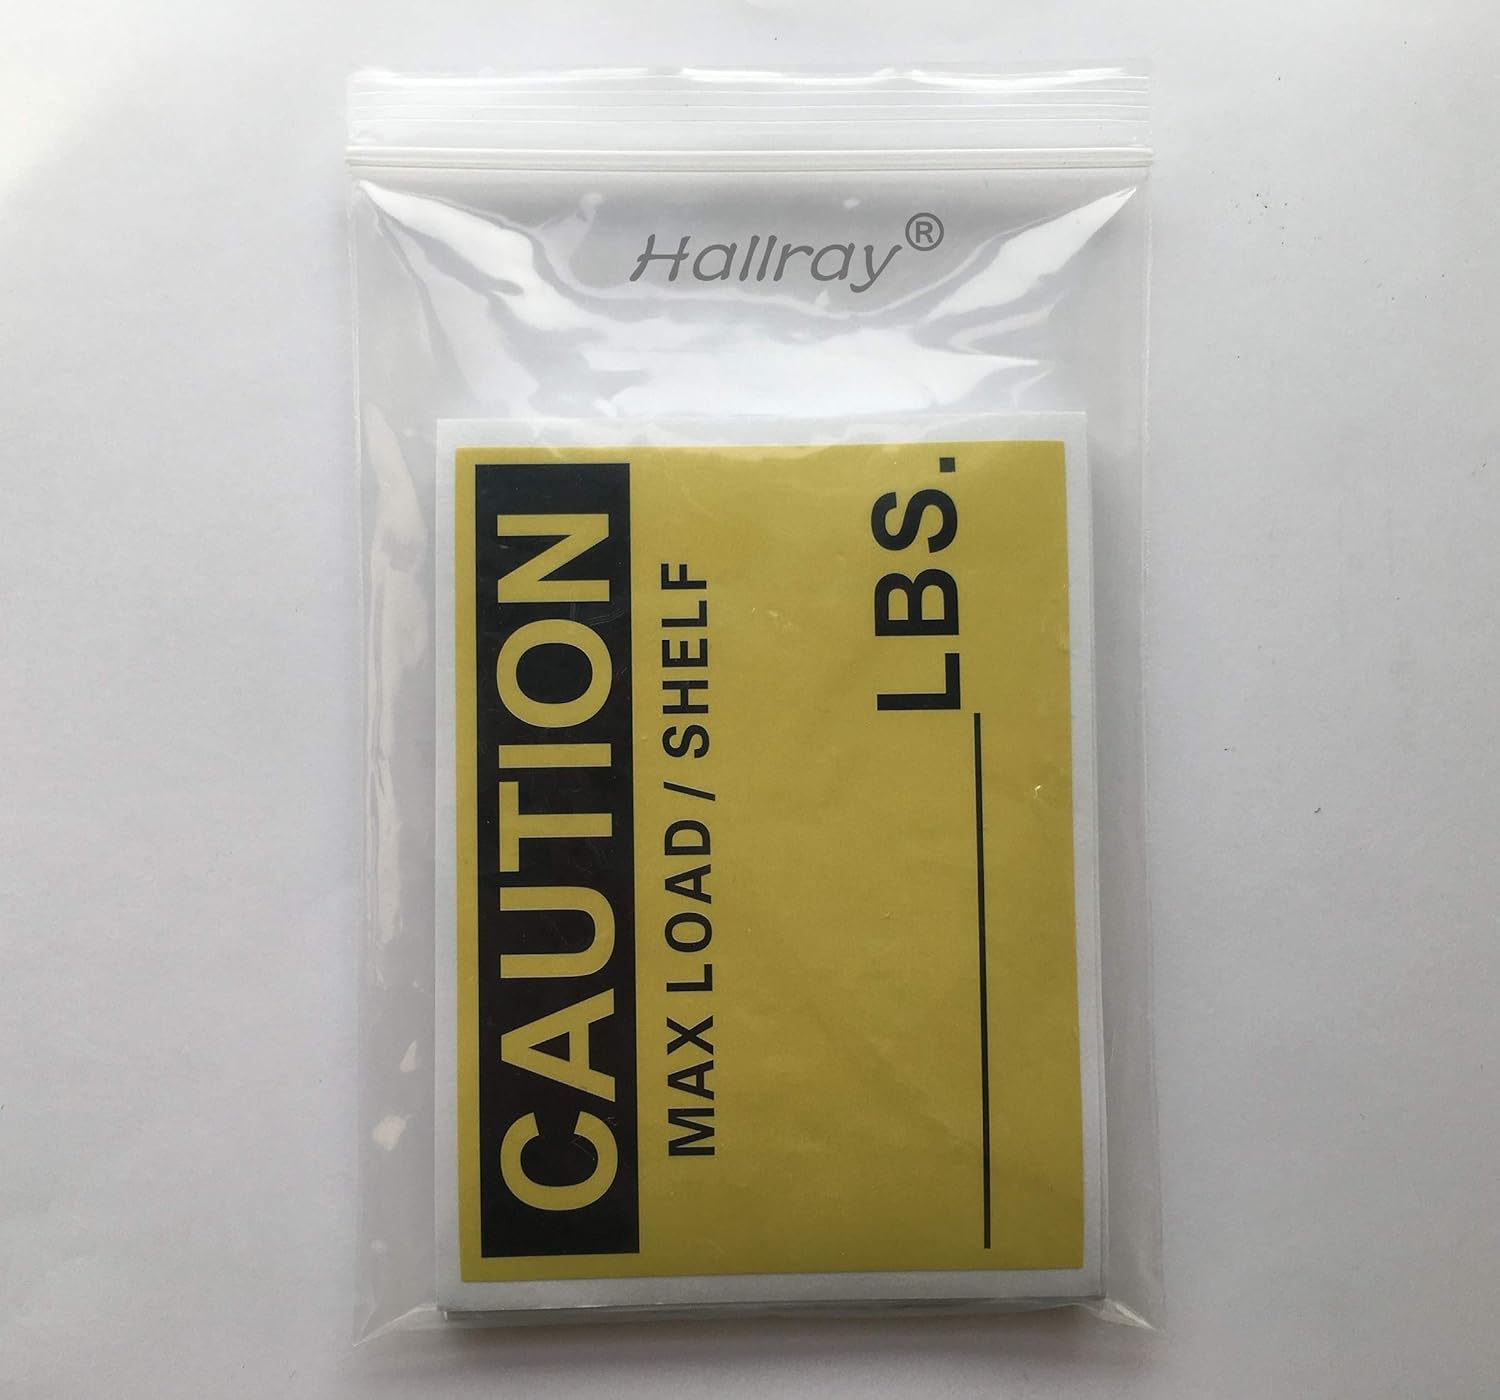 Hallray®
CAUTION
MAX LOAD / SHELF
LBS.